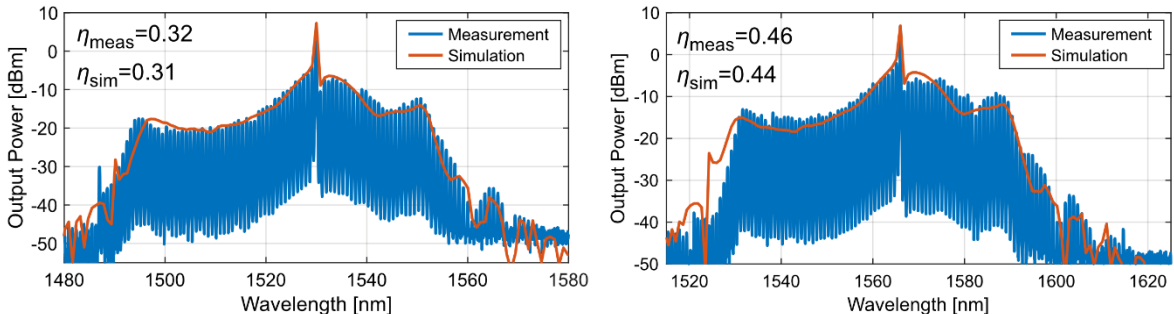 10
0
-10
-20
-30
-40
-50
Output Power [dBm]
η_meas=0.32
η_sim=0.31
Measurement
Simulation
1480 1500 1520 1540 1560 1580
Wavelength [nm]
10
0
-10
-20
-30
-40
-50
Output Power [dBm]
η_meas=0.46
η_sim=0.44
Measurement
Simulation
1520 1540 1560 1580 1600 1620
Wavelength [nm]